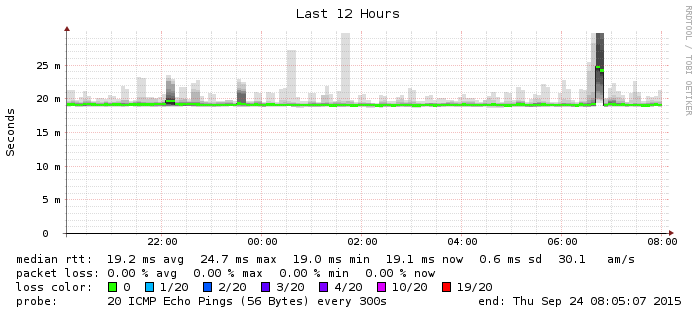 Last 12 Hours
RRDTOOL / TOBI OETIKER
Seconds
25 m
20 m
15 m
10 m
5 m
0
22:00 00:00 02:00 04:00 06:00 08:00
median rtt: 19.2 ms avg 24.7 ms max 19.0 ms min 19.1 ms now 0.6 ms sd 30.1 am/s
packet loss: 0.00 % avg 0.00 % max 0.00 % min 0.00 % now
loss color: 0 1/20 2/20 3/20 4/20 10/20 19/20
probe: 20 ICMP Echo Pings (56 Bytes) every 300s end: Thu Sep 24 08:05:07 2015